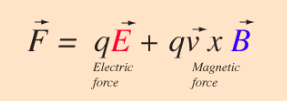 F⃗ = qE⃗ + qv⃗ x B⃗
Electric Magnetic
force force